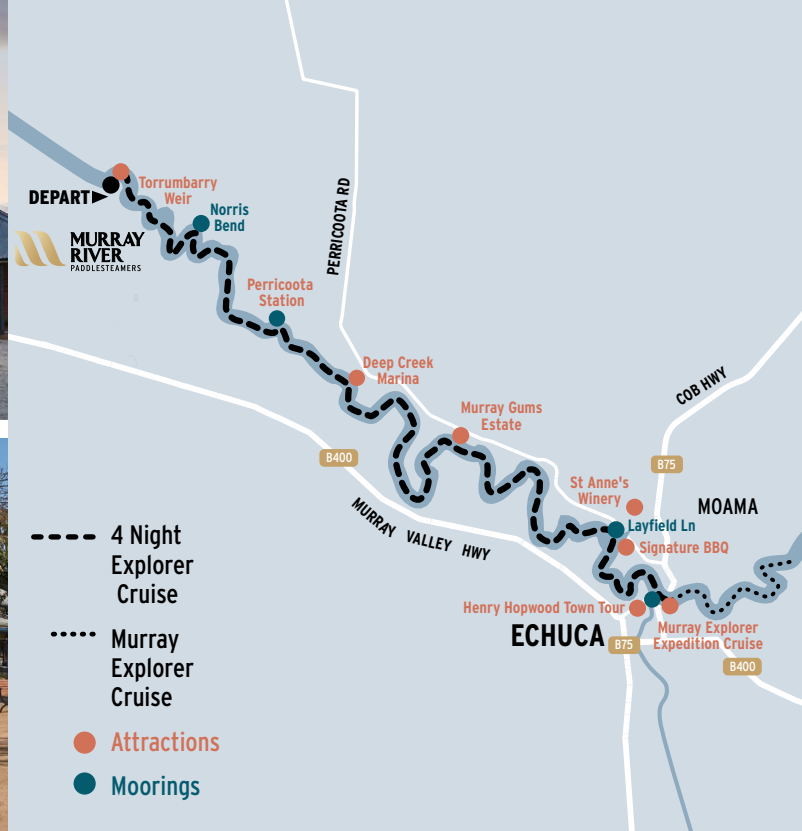 PERRICOOTA RD
Torrumbarry
Weir
DEPART
Norris
Bend
MURRAY
RIVER
PADDLESTEAMERS
Perricoota
Station
Deep Creek
Marina
COB HWY
Murray Gums
Estate
B400
B75
St Anne's
Winery
MOAMA
MURRAY VALLEY HWY
Layfield Ln
Signature BBQ
4 Night
Explorer
Cruise
Henry Hopwood Town Tour
ECHUCA
B75
Murray Explorer
Expedition Cruise
B400
Murray
Explorer
Cruise
Attractions
Moorings